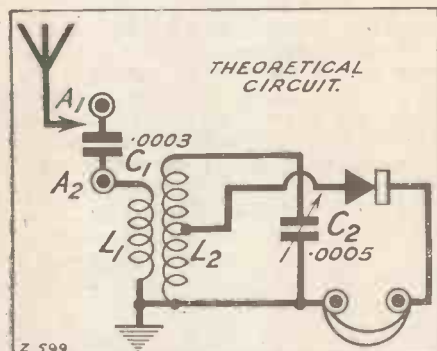 THEORETICAL
CIRCUIT.
A1
.0003
C1
A2
L1
L2
C2
.0005
Z 599